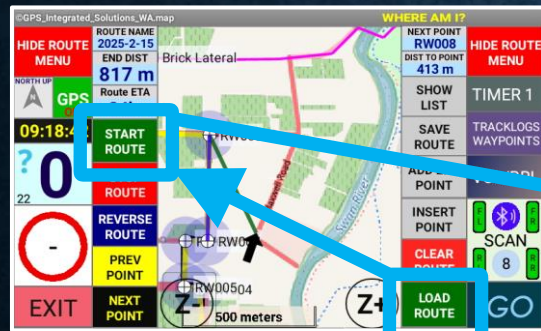 ©GPS_Integrated_Solutions_WA.map
WHERE AM I?
HIDE ROUTE
MENU
ROUTE NAME
2025-2-15
END DIST
817 m
Route ETA
Brick Lateral
NEXT POINT
RW008
DIST TO POINT
413 m
HIDE ROUTE
MENU
NORTH UP
GPS
SHOW
LIST
TIMER 1
START
ROUTE
SAVE
ROUTE
TRACKLOGS
WAYPOINTS
?
0
22
ROUTE
Road
River
POINT
REVERSE
ROUTE
INSERT
POINT
SCAN
8
-
PREV
POINT
CLEAR
RW00504
EXIT
NEXT
POINT
Z-
500 meters
Z+
LOAD
ROUTE
GO